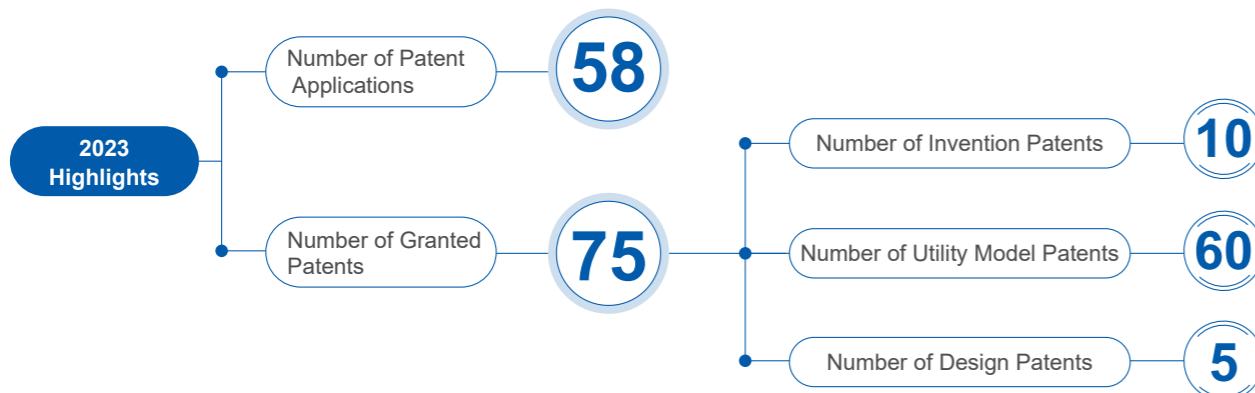 2023
Highlights
Number of Patent
Applications
58
Number of Granted
Patents
75
Number of Invention Patents
10
Number of Utility Model Patents
60
Number of Design Patents
5